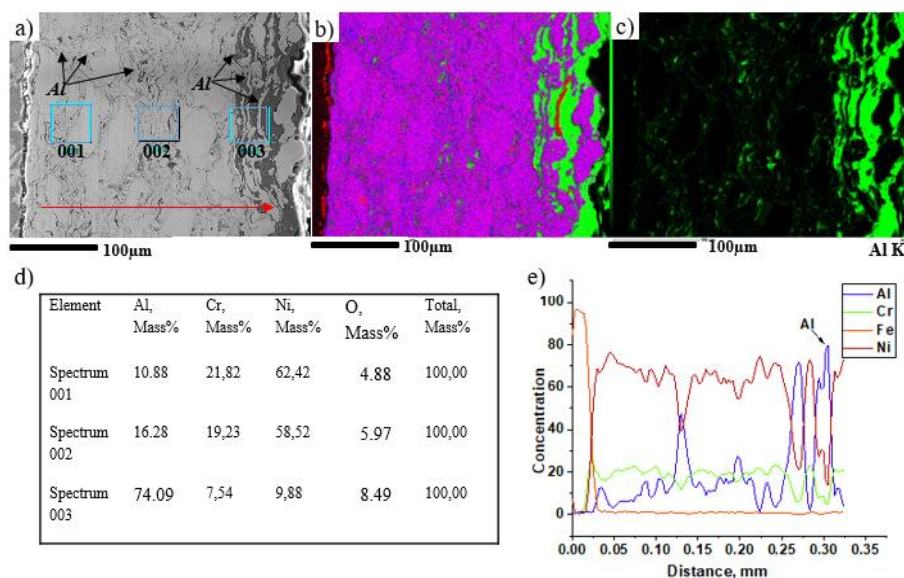 a)
b)
c)
Al
Al
001
002
003
100µm
100µm
100µm
Al K
d)
Element Al, Mass% Cr, Mass% Ni, Mass% O, Mass% Total, Mass%
Spectrum 001 10.88 21,82 62,42 4.88 100,00
Spectrum 002 16.28 19,23 58,52 5.97 100,00
Spectrum 003 74.09 7,54 9,88 8.49 100,00
e)
Al
Al
Cr
Fe
Ni
Concentration
100
80
60
40
20
0
0.00 0.05 0.10 0.15 0.20 0.25 0.30
Distance, mm